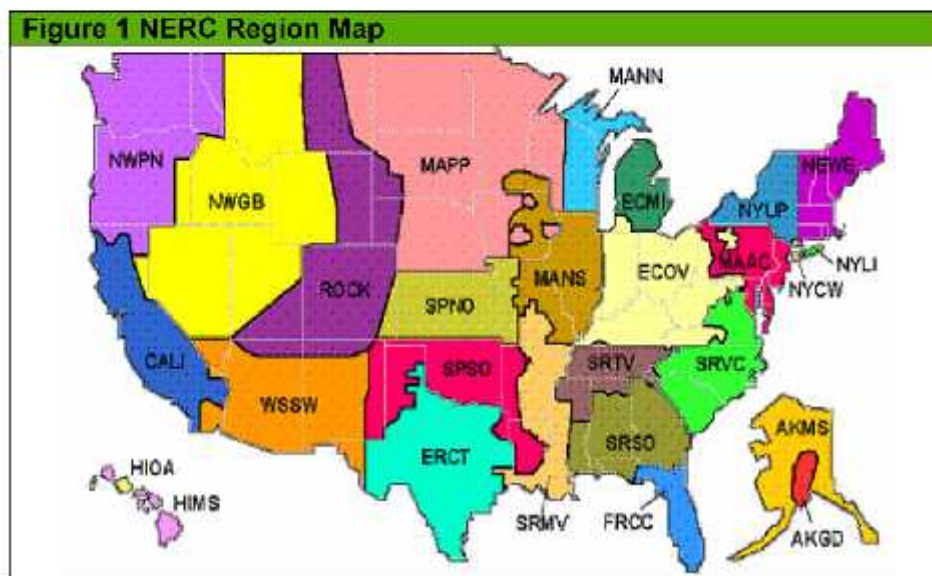 Figure 1 NERC Region Map
MANN
NWPN
MAPP
NEWE
NWGB
ECMI
NYUP
MAAC
NYLI
ROCK
MANS
ECOV
NYCW
SPNO
CALI
SPSO
SRTV
SRVC
WSSW
AKMS
ERCT
SRSO
HIOA
HIMS
SRMV
FRCC
AKGD